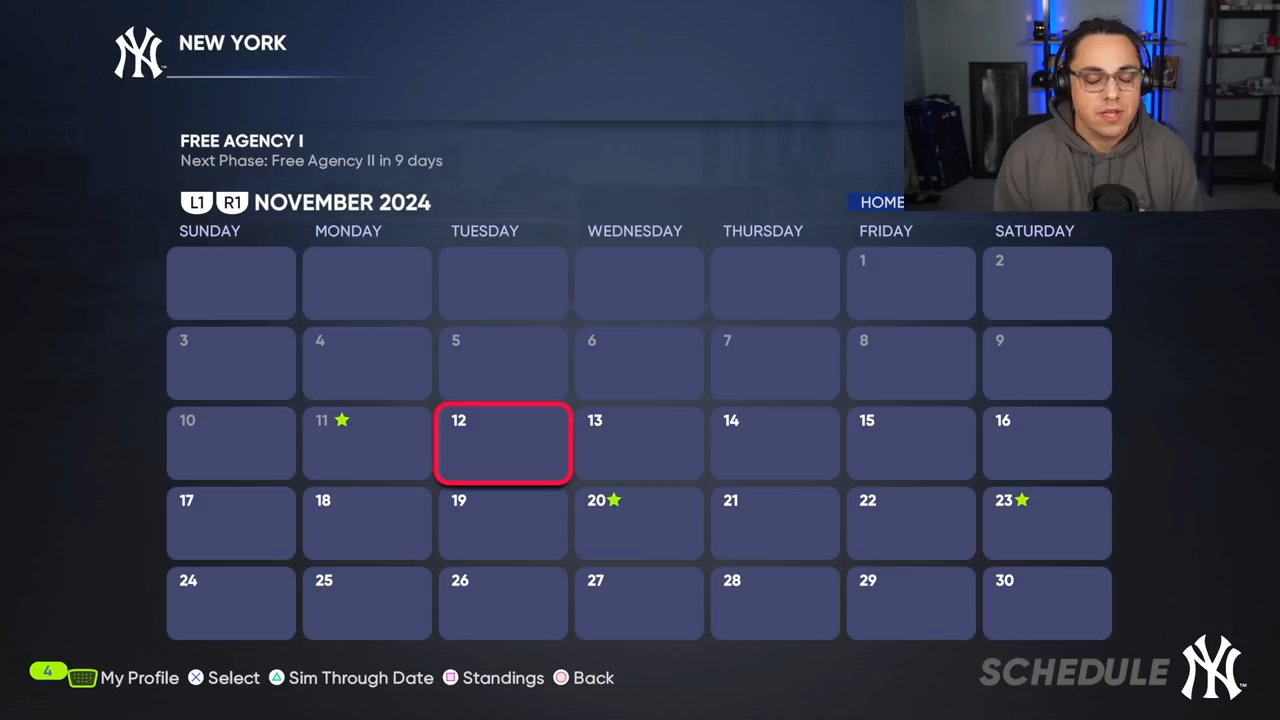 NEW YORK
FREE AGENCY I
Next Phase: Free Agency II in 9 days
L1 R1 NOVEMBER 2024
HOME
SUNDAY MONDAY TUESDAY WEDNESDAY THURSDAY FRIDAY SATURDAY
1 2
3 4 5 6 7 8 9
10 11 12 13 14 15 16
17 18 19 20 21 22 23
24 25 26 27 28 29 30
4 My Profile Select Sim Through Date Standings Back
SCHEDULE